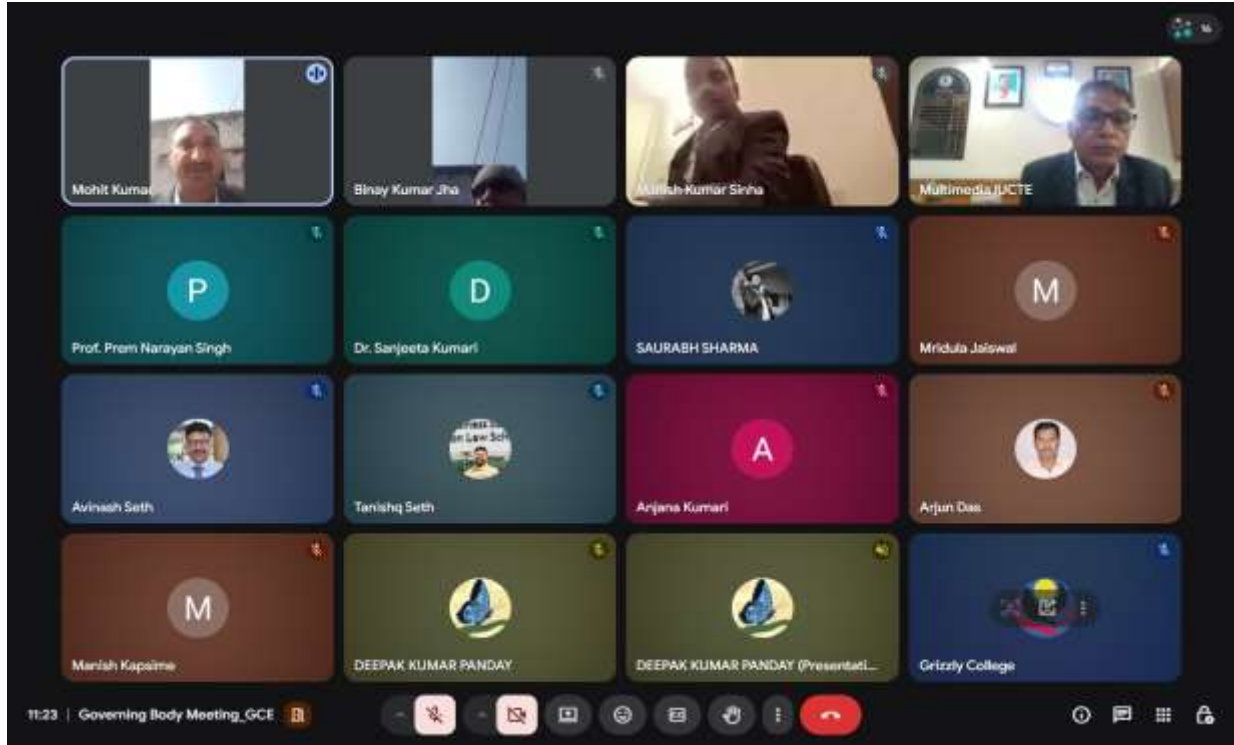 16
Mohit Kumar
Binay Kumar Jha
Manish Kumar Sinha
Multimedia IUCTE
P
D
M
Prof. Prem Narayan Singh
Dr. Sanjeeta Kumari
SAURABH SHARMA
Mridula Jaiswal
A
Avinash Seth
Tanishq Seth
Anjana Kumari
Arjun Das
M
Manish Kapsime
DEEPAK KUMAR PANDAY
DEEPAK KUMAR PANDAY (Presentati...
Grizzly College
11:23 | Governing Body Meeting_GCE